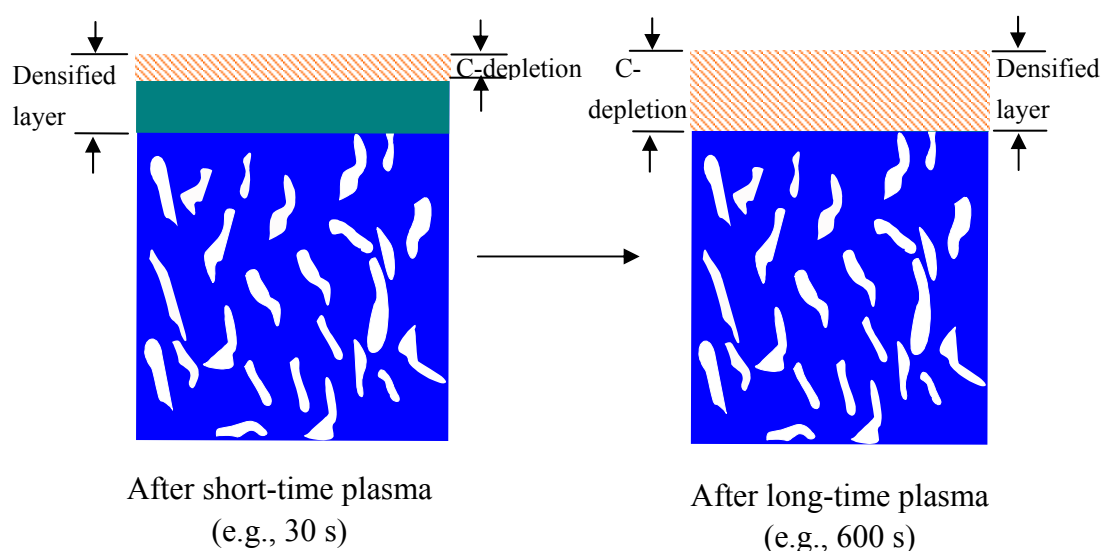 Densified
layer
C-depletion
C-
depletion
Densified
layer
After short-time plasma
(e.g., 30 s)
After long-time plasma
(e.g., 600 s)